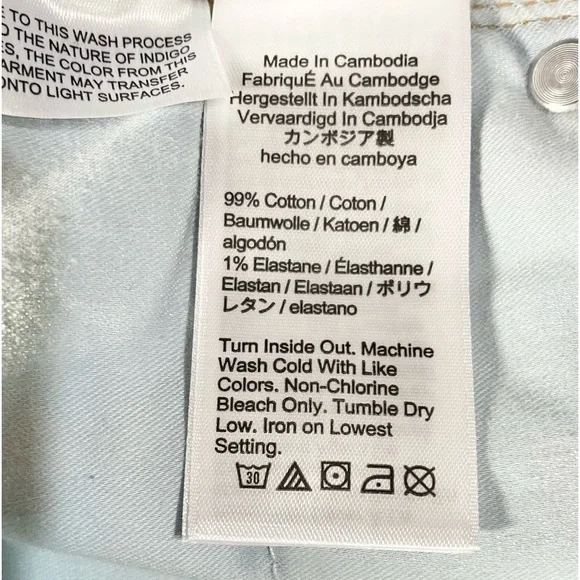 TO THIS WASH PROCESS
THE NATURE OF INDIGO
THE COLOR FROM THIS
GARMENT MAY TRANSFER
ONTO LIGHT SURFACES.
Made In Cambodia
FabriquÉ Au Cambodge
Hergestellt In Kambodscha
Vervaardigd In Cambodja
カンボジア製
hecho en camboya
99% Cotton / Coton /
Baumwolle / Katoen / 綿 /
algodón
1% Elastane / Élasthanne /
Elastan / Elastaan / ポリウ
レタン / elastano
Turn Inside Out. Machine
Wash Cold With Like
Colors. Non-Chlorine
Bleach Only. Tumble Dry
Low. Iron on Lowest
Setting.
30